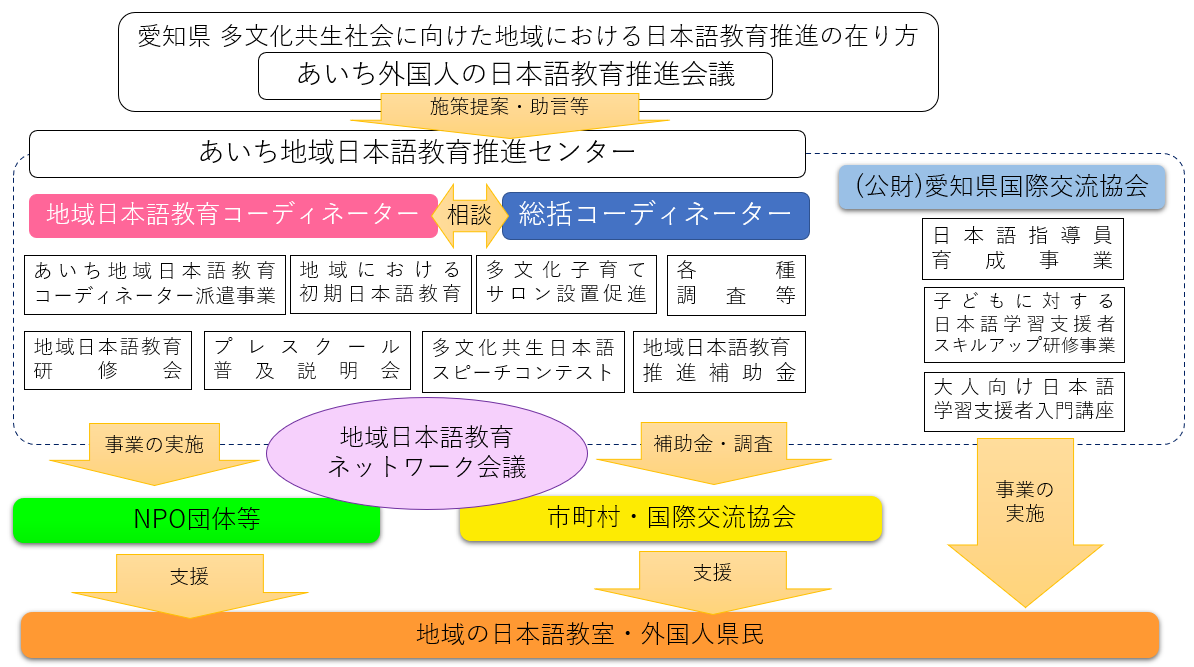 愛知県 多文化共生社会に向けた地域における日本語教育推進の在り方
あいち外国人の日本語教育推進会議
施策提案・助言等
あいち地域日本語教育推進センター
(公財)愛知県国際交流協会
地域日本語教育コーディネーター
相談
総括コーディネーター
あいち地域日本語教育
コーディネーター派遣事業
地域における
初期日本語教育
多文化子育て
サロン設置促進
各種
調査等
地域日本語教育
研修会
プレスクール
普及説明会
多文化共生日本語
スピーチコンテスト
地域日本語教育
推進補助金
日本語指導員
育成事業
子どもに対する
日本語学習支援者
スキルアップ研修事業
大人向け日本語
学習支援者入門講座
事業の実施
地域日本語教育
ネットワーク会議
補助金・調査
事業の
実施
NPO団体等
市町村・国際交流協会
支援
支援
地域の日本語教室・外国人県民